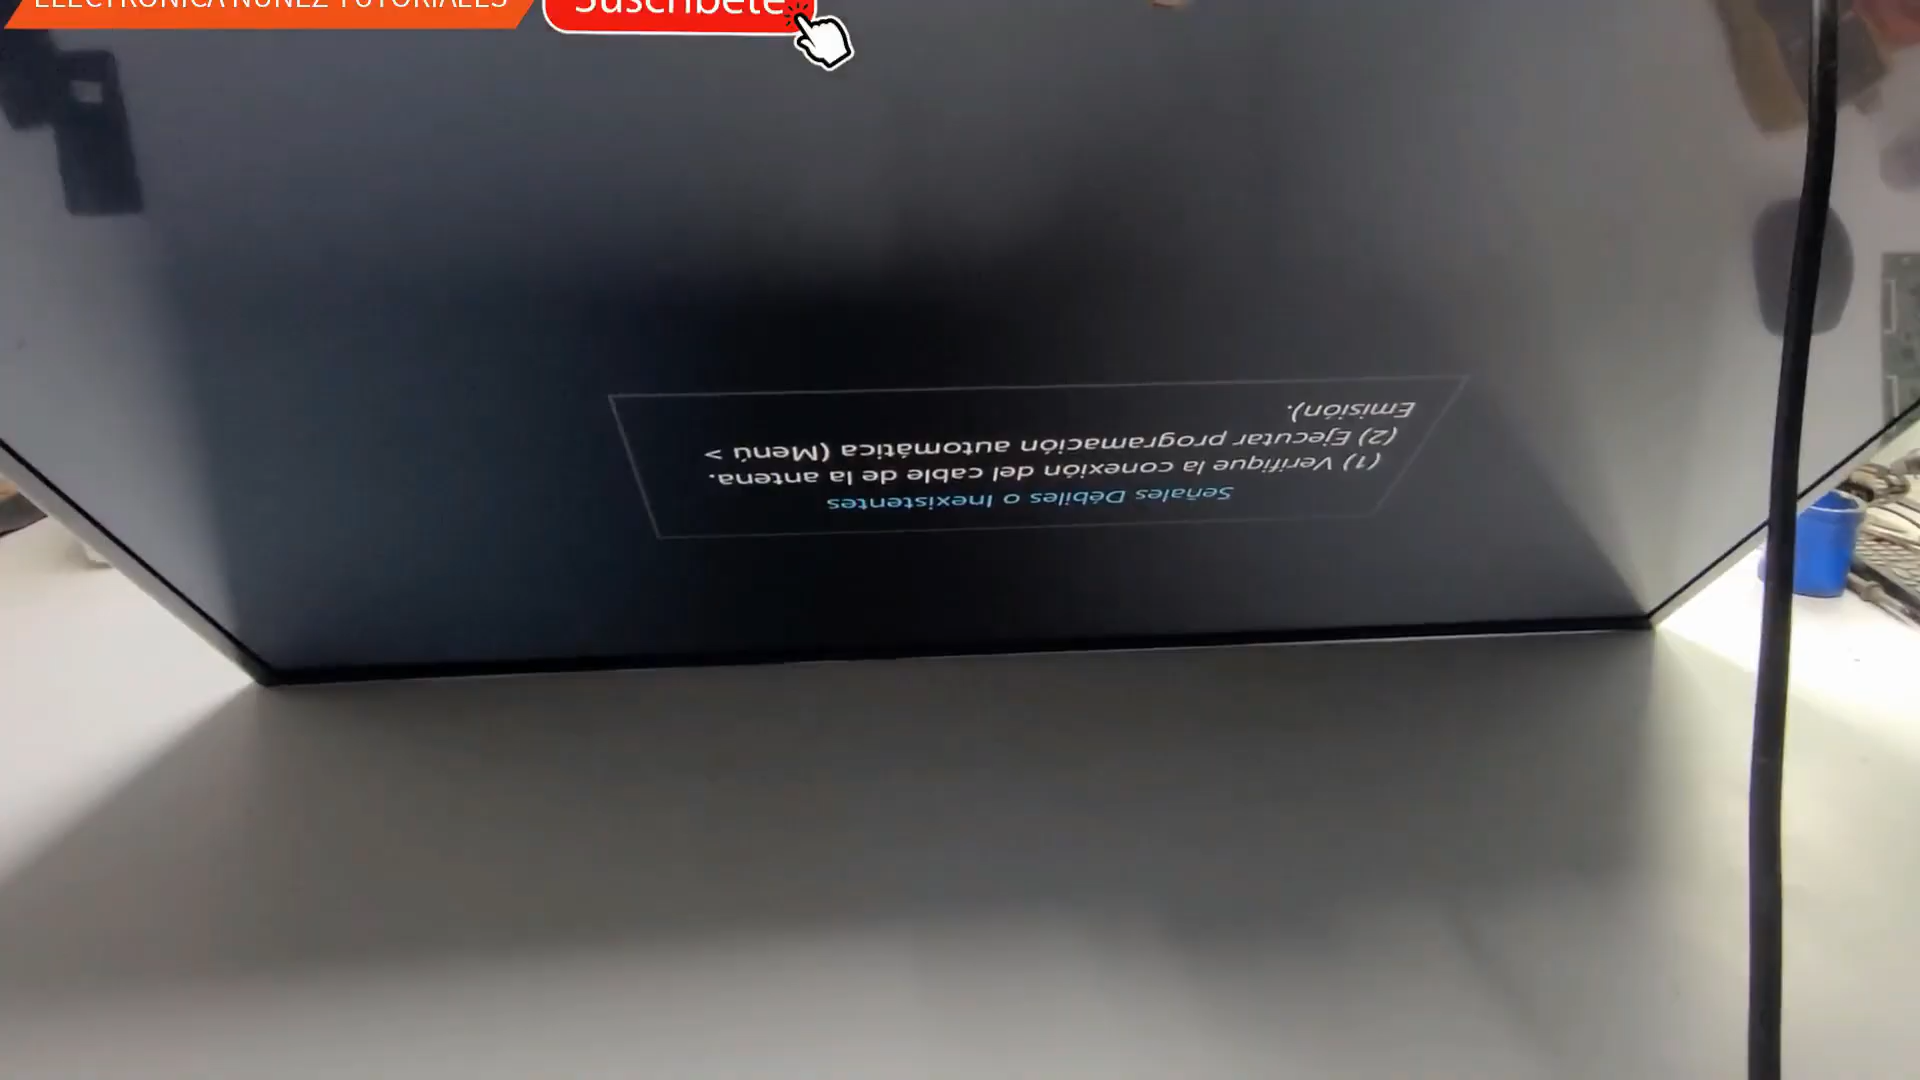 ELECTRONICA NUÑEZ TUTORIALES
Suscríbete
Señales Débiles o Inexistentes
(1) Verifique la conexión del cable de la antena.
(2) Ejecutar programación automática (Menú >
Emisión).